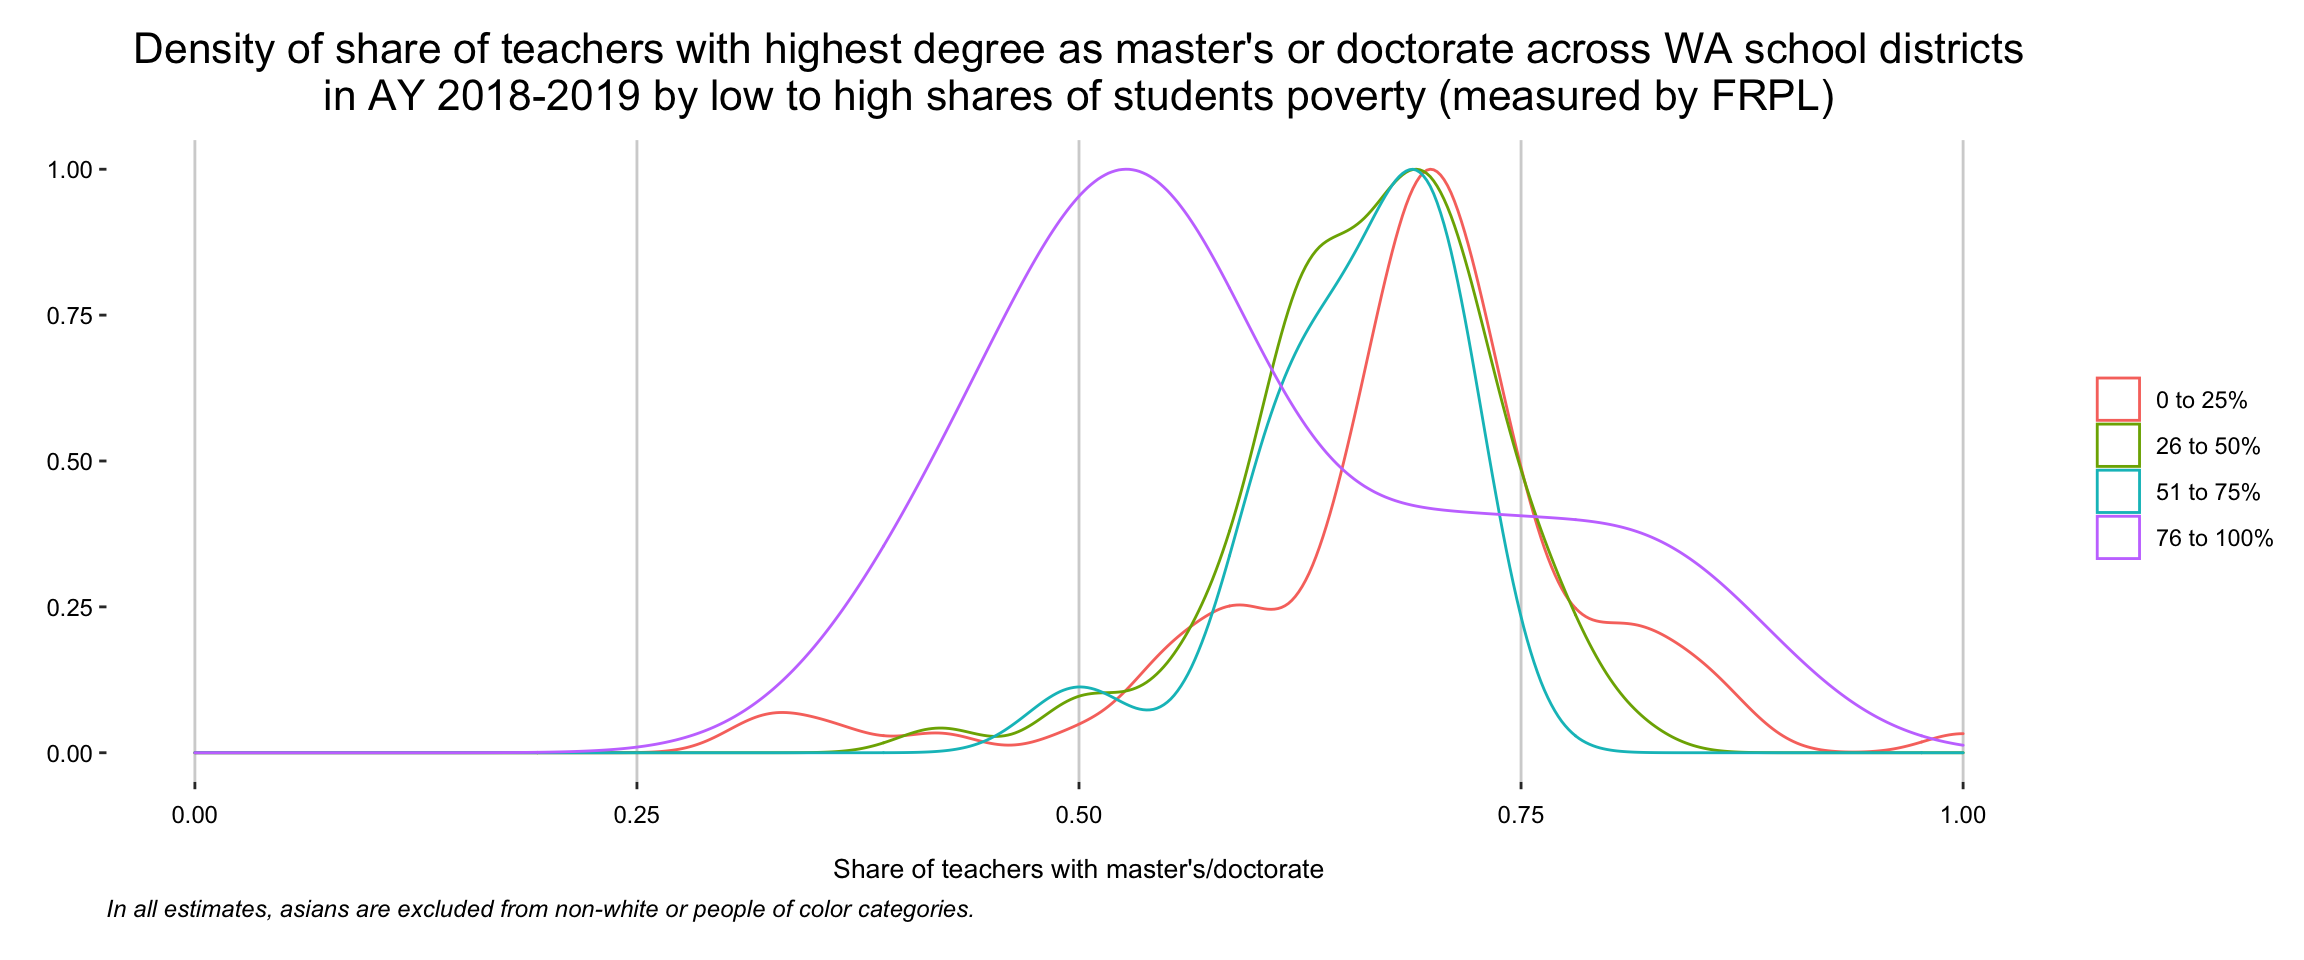 Density of share of teachers with highest degree as master's or doctorate across WA school districts
in AY 2018-2019 by low to high shares of students poverty (measured by FRPL)
1.00
0.75
0.50
0.25
0.00
0 to 25%
26 to 50%
51 to 75%
76 to 100%
0.00 0.25 0.50 0.75 1.00
Share of teachers with master's/doctorate
In all estimates, asians are excluded from non-white or people of color categories.